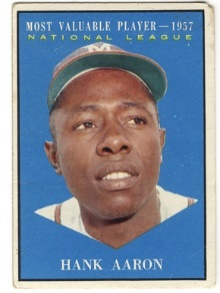 MOST VALUABLE PLAYER—1957
NATIONAL LEAGUE
HANK AARON